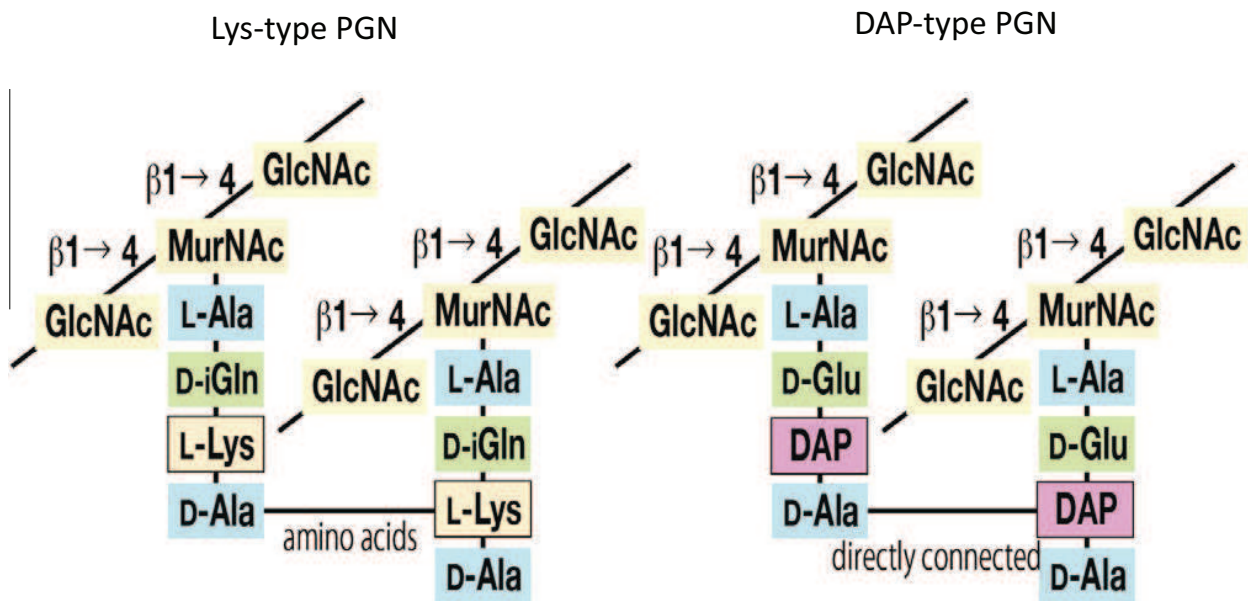 Lys-type PGN
β1→ 4 GlcNAc
β1→ 4 MurNAc
GlcNAc
L-Ala
D-iGln
L-Lys
D-Ala
amino acids
β1→ 4 GlcNAc
β1→ 4 MurNAc
GlcNAc
L-Ala
D-iGln
L-Lys
D-Ala
DAP-type PGN
β1→ 4 GlcNAc
β1→ 4 MurNAc
GlcNAc
L-Ala
D-Glu
DAP
D-Ala
directly connected
β1→ 4 GlcNAc
β1→ 4 MurNAc
GlcNAc
L-Ala
D-Glu
DAP
D-Ala